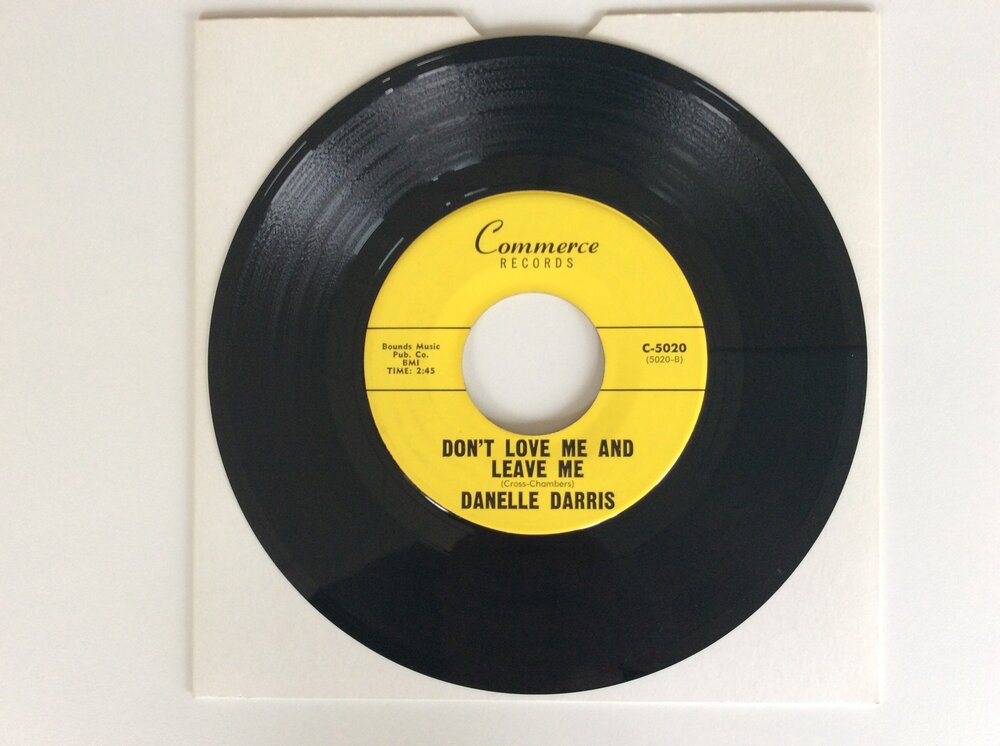 Commerce
RECORDS
Bounds Music
Pub. Co.
BMI
TIME: 2:45
C-5020
(5020-B)
DON'T LOVE ME AND
LEAVE ME
(Cross-Chambers)
DANELLE DARRIS